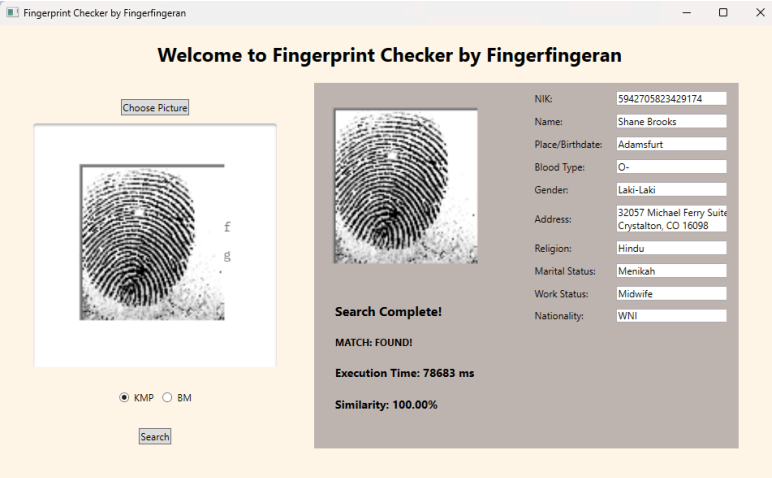 Fingerprint Checker by Fingerfingeran
Welcome to Fingerprint Checker by Fingerfingeran
Choose Picture
f
g
KMP BM
Search
Search Complete!
MATCH: FOUND!
Execution Time: 78683 ms
Similarity: 100.00%
NIK: 5942705823429174
Name: Shane Brooks
Place/Birthdate: Adamsfurt
Blood Type: O-
Gender: Laki-Laki
Address: 32057 Michael Ferry Suite
Crystalton, CO 16098
Religion: Hindu
Marital Status: Menikah
Work Status: Midwife
Nationality: WNI